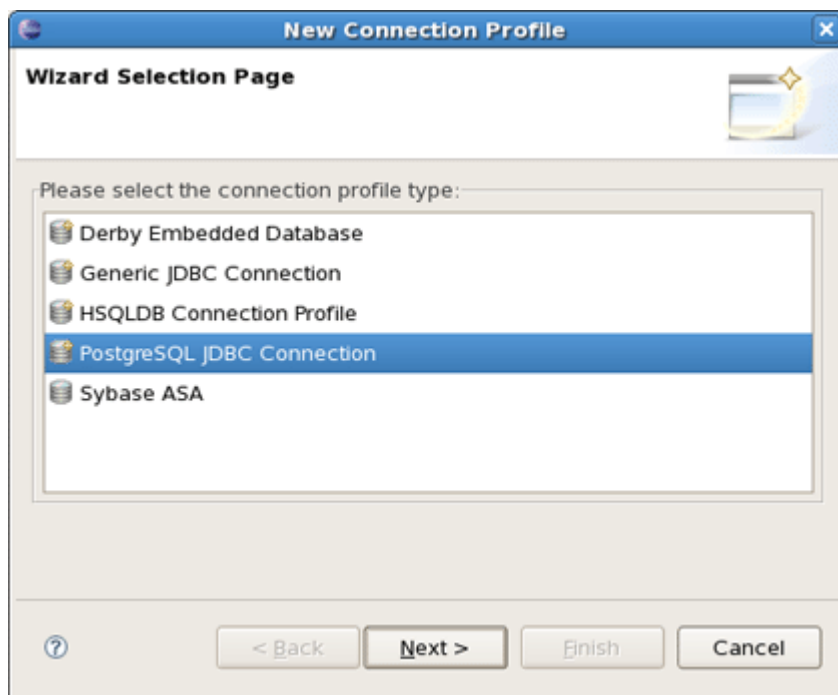 New Connection Profile
Wizard Selection Page
Please select the connection profile type:
Derby Embedded Database
Generic JDBC Connection
HSQLDB Connection Profile
PostgreSQL JDBC Connection
Sybase ASA
< Back
Next >
Finish
Cancel